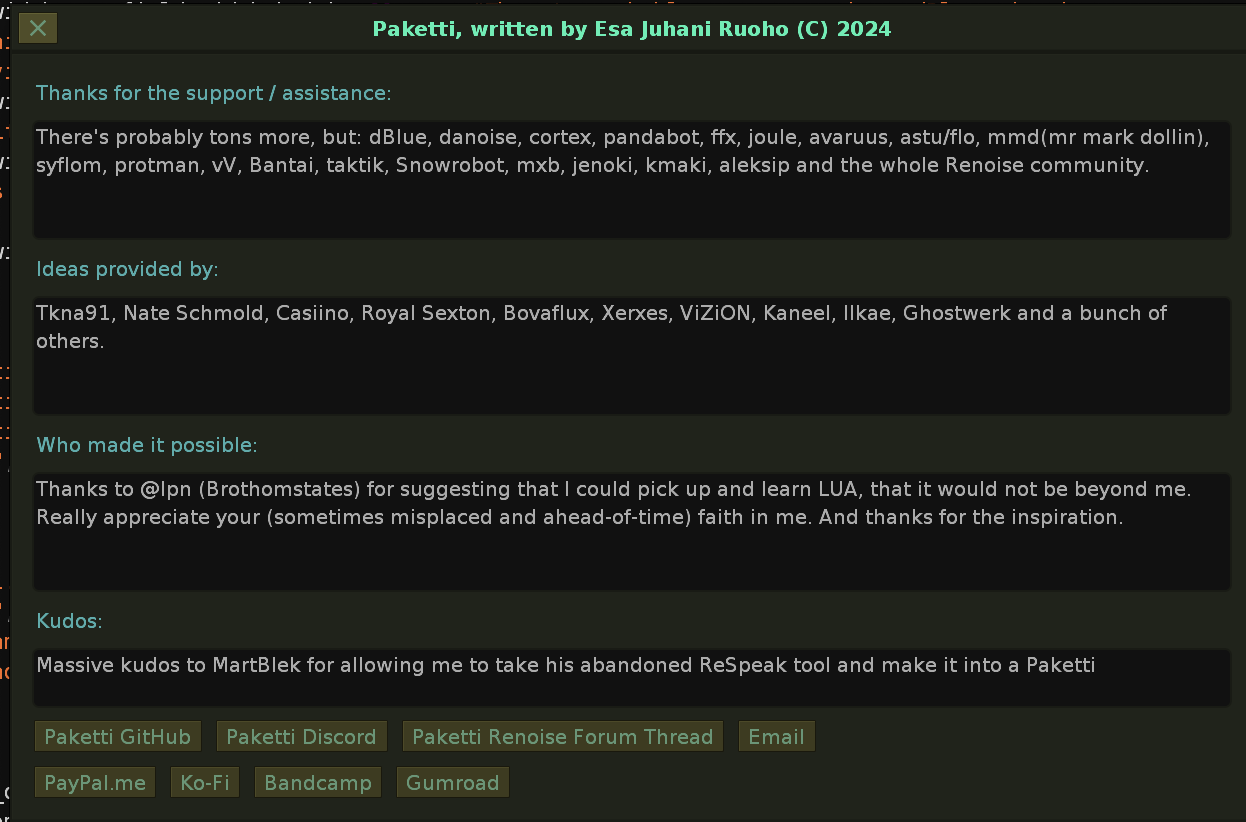 Paketti, written by Esa Juhani Ruoho (C) 2024
Thanks for the support / assistance:
There's probably tons more, but: dBlue, danoise, cortex, pandabot, ffx, joule, avaruus, astu/flo, mmd(mr mark dollin),
syflom, protman, vV, Bantai, taktik, Snowrobot, mxb, jenoki, kmaki, aleksip and the whole Renoise community.
Ideas provided by:
Tkna91, Nate Schmold, Casiino, Royal Sexton, Bovaflux, Xerxes, ViZiON, Kaneel, Ilkae, Ghostwerk and a bunch of
others.
Who made it possible:
Thanks to @lpn (Brothomstates) for suggesting that I could pick up and learn LUA, that it would not be beyond me.
Really appreciate your (sometimes misplaced and ahead-of-time) faith in me. And thanks for the inspiration.
Kudos:
Massive kudos to MartBlek for allowing me to take his abandoned ReSpeak tool and make it into a Paketti
Paketti GitHub Paketti Discord Paketti Renoise Forum Thread Email
PayPal.me Ko-Fi Bandcamp Gumroad